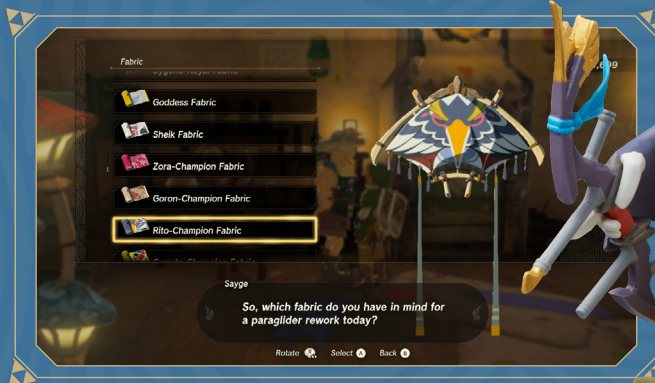 Fabric
Goddess Fabric
Sheik Fabric
Zora-Champion Fabric
Goron-Champion Fabric
Rito-Champion Fabric
Sayge
So, which fabric do you have in mind for
a paraglider rework today?
Rotate R Select A Back B